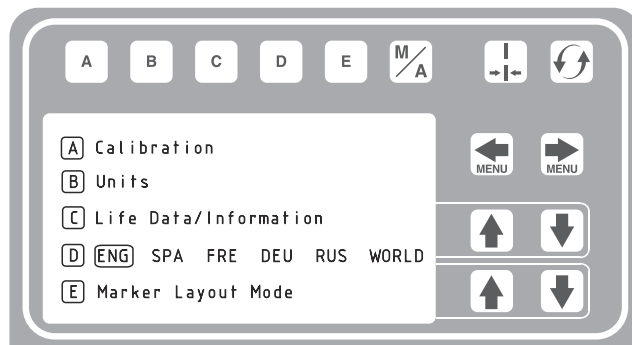 A B C D E M/A
A Calibration
B Units
C Life Data/Information
D ENG SPA FRE DEU RUS WORLD
E Marker Layout Mode
MENU MENU